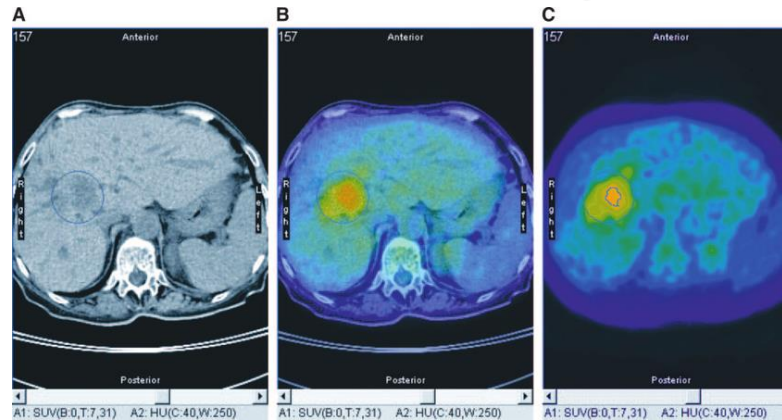 A
B
C
157
Anterior
Right
Left
Posterior
A1: SUV(B:0,T:7,31) A2: HU(C:40,W:250)
157
Anterior
Right
Left
Posterior
A1: SUV(B:0,T:7,31) A2: HU(C:40,W:250)
157
Anterior
Right
Posterior
A1: SUV(B:0,T:7,31) A2: HU(C:40,W:250)